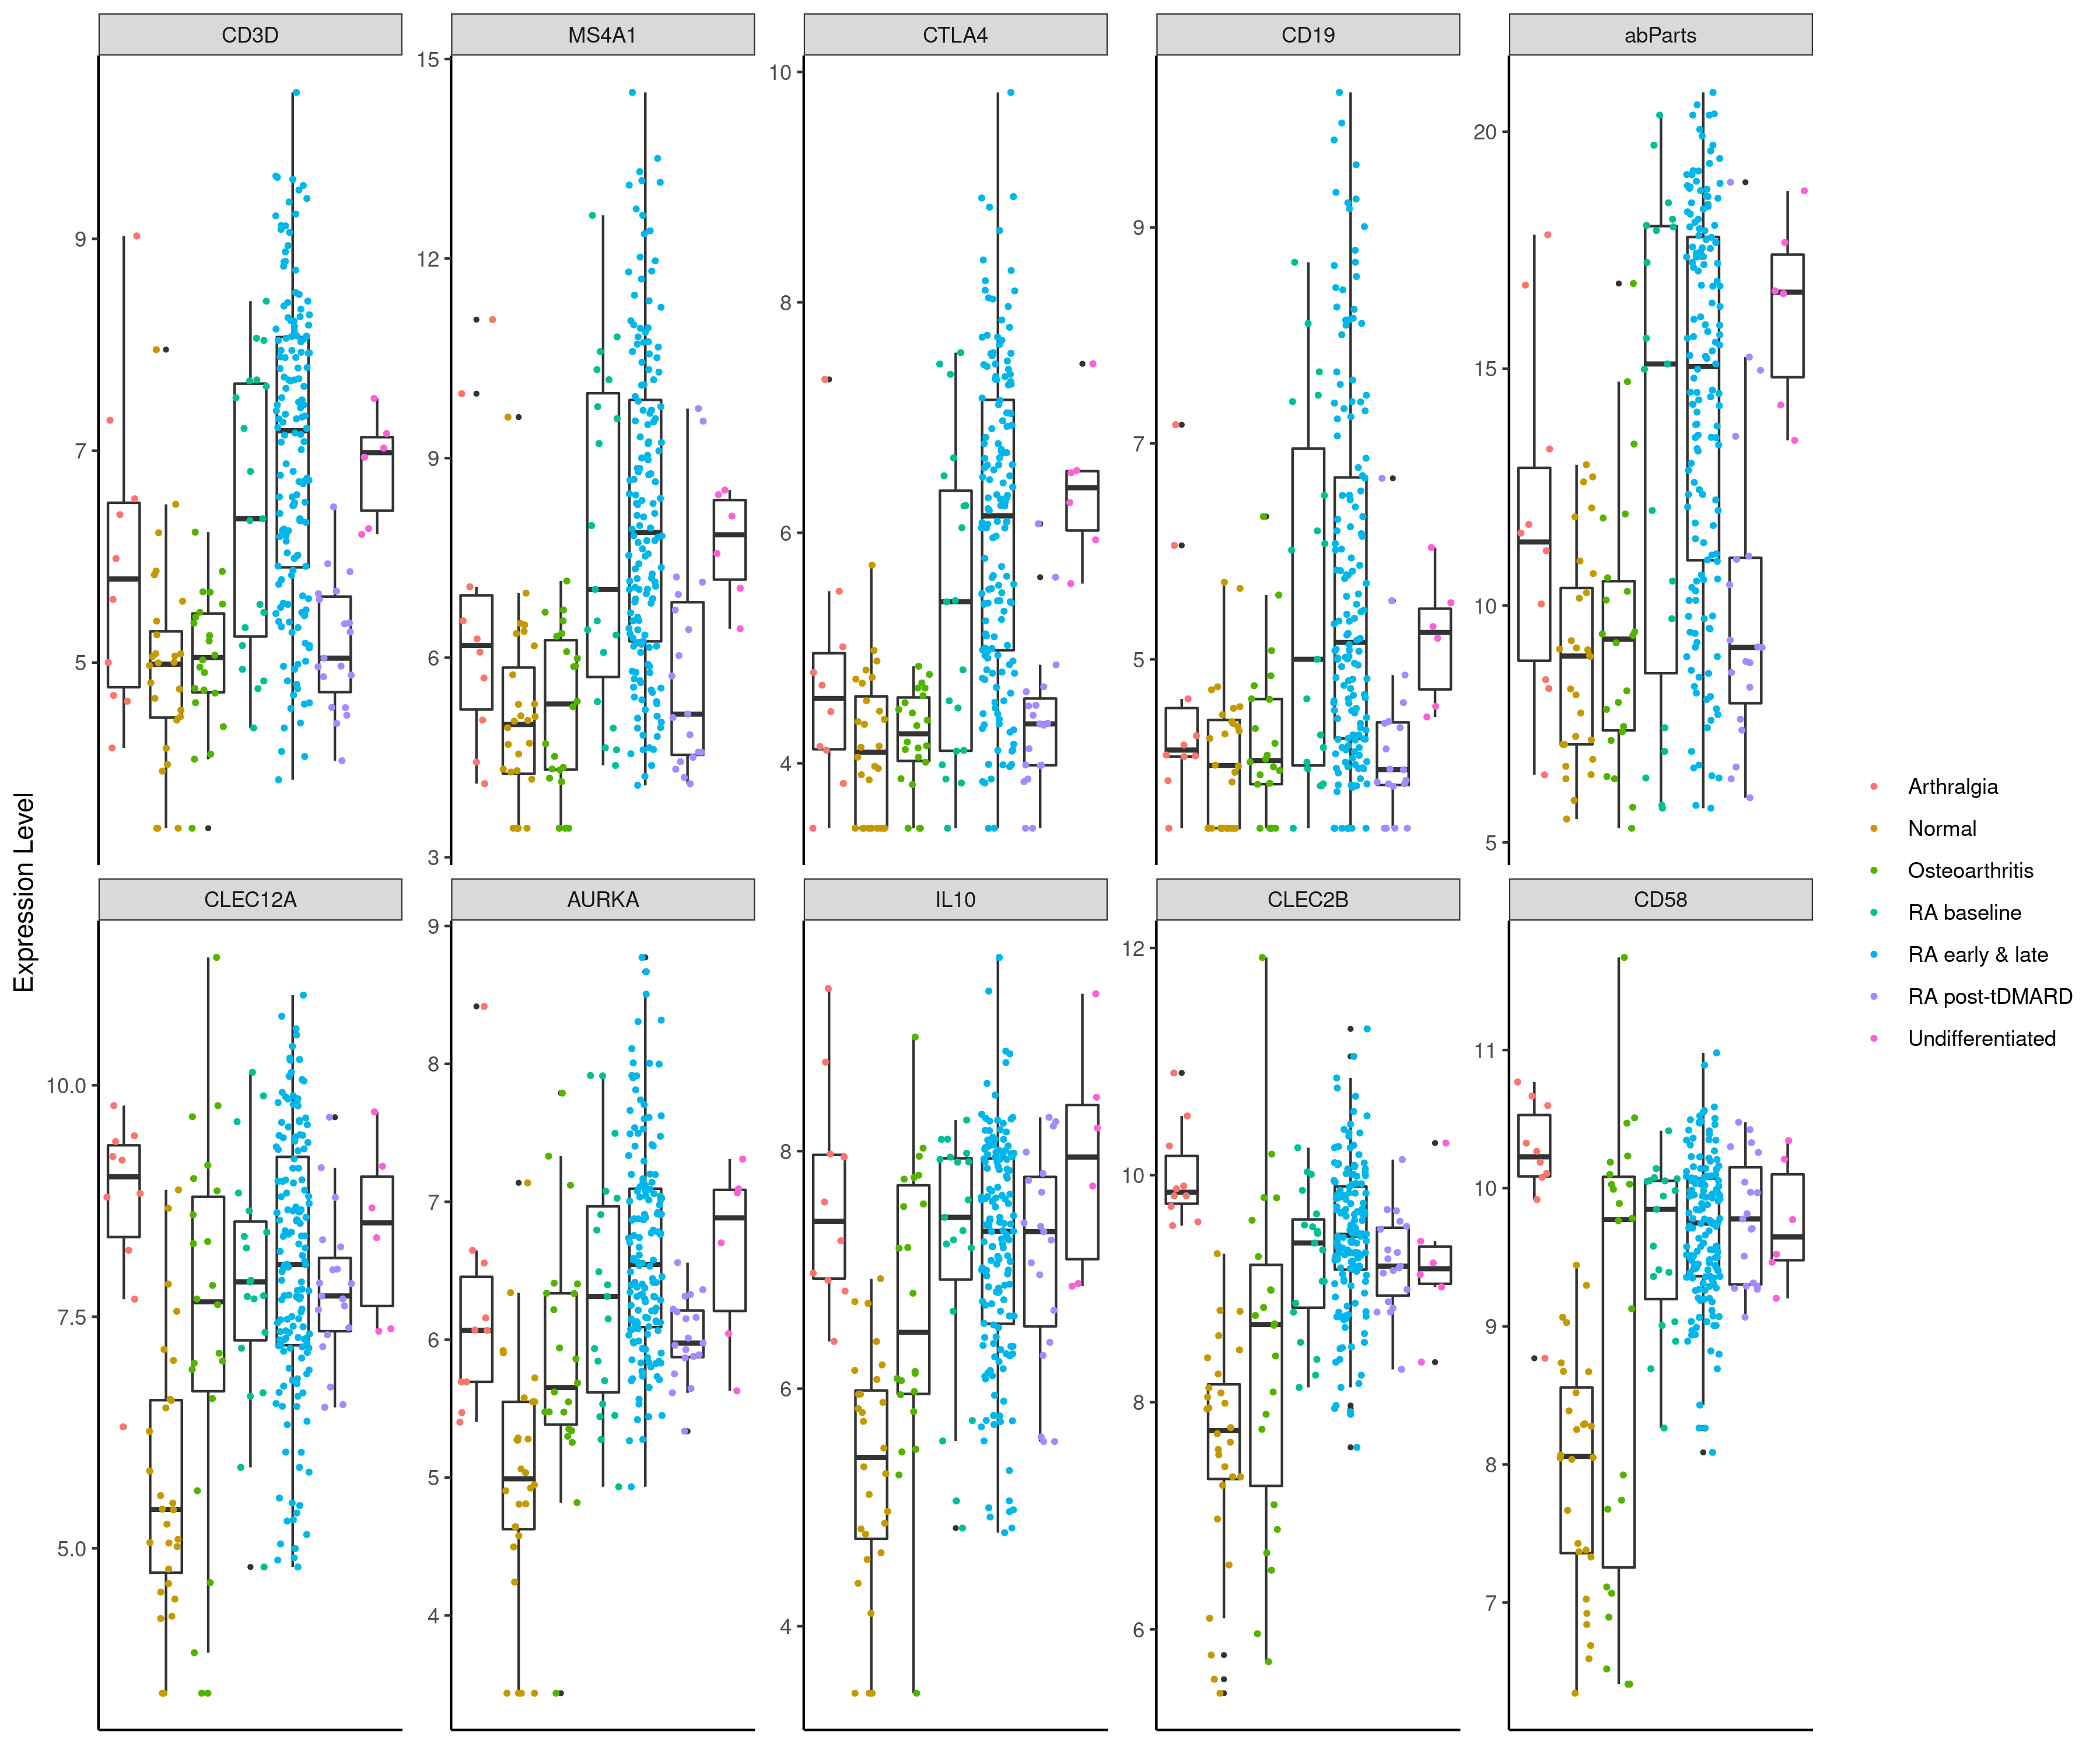 CD3D
MS4A1
CTLA4
CD19
abParts
9
7
5
15
12
9
6
3
10
8
6
4
9
7
5
20
15
10
5
Expression Level
CLEC12A
AURKA
IL10
CLEC2B
CD58
10.0
7.5
5.0
9
8
7
6
5
4
8
6
4
12
10
8
6
11
10
9
8
7
Arthralgia
Normal
Osteoarthritis
RA baseline
RA early & late
RA post-tDMARD
Undifferentiated